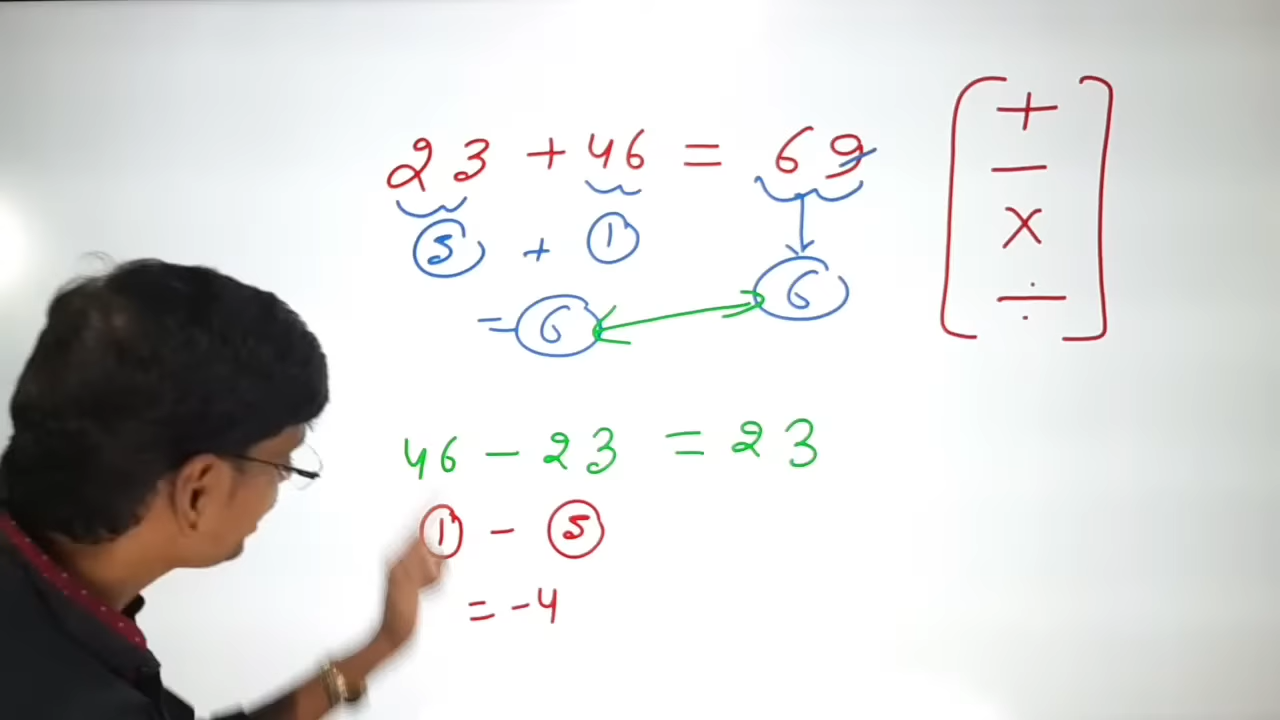 23 + 46 = 69
5 + 1
= 6 6
46 - 23 = 23
1 - 5
= -4
+
-
×
÷